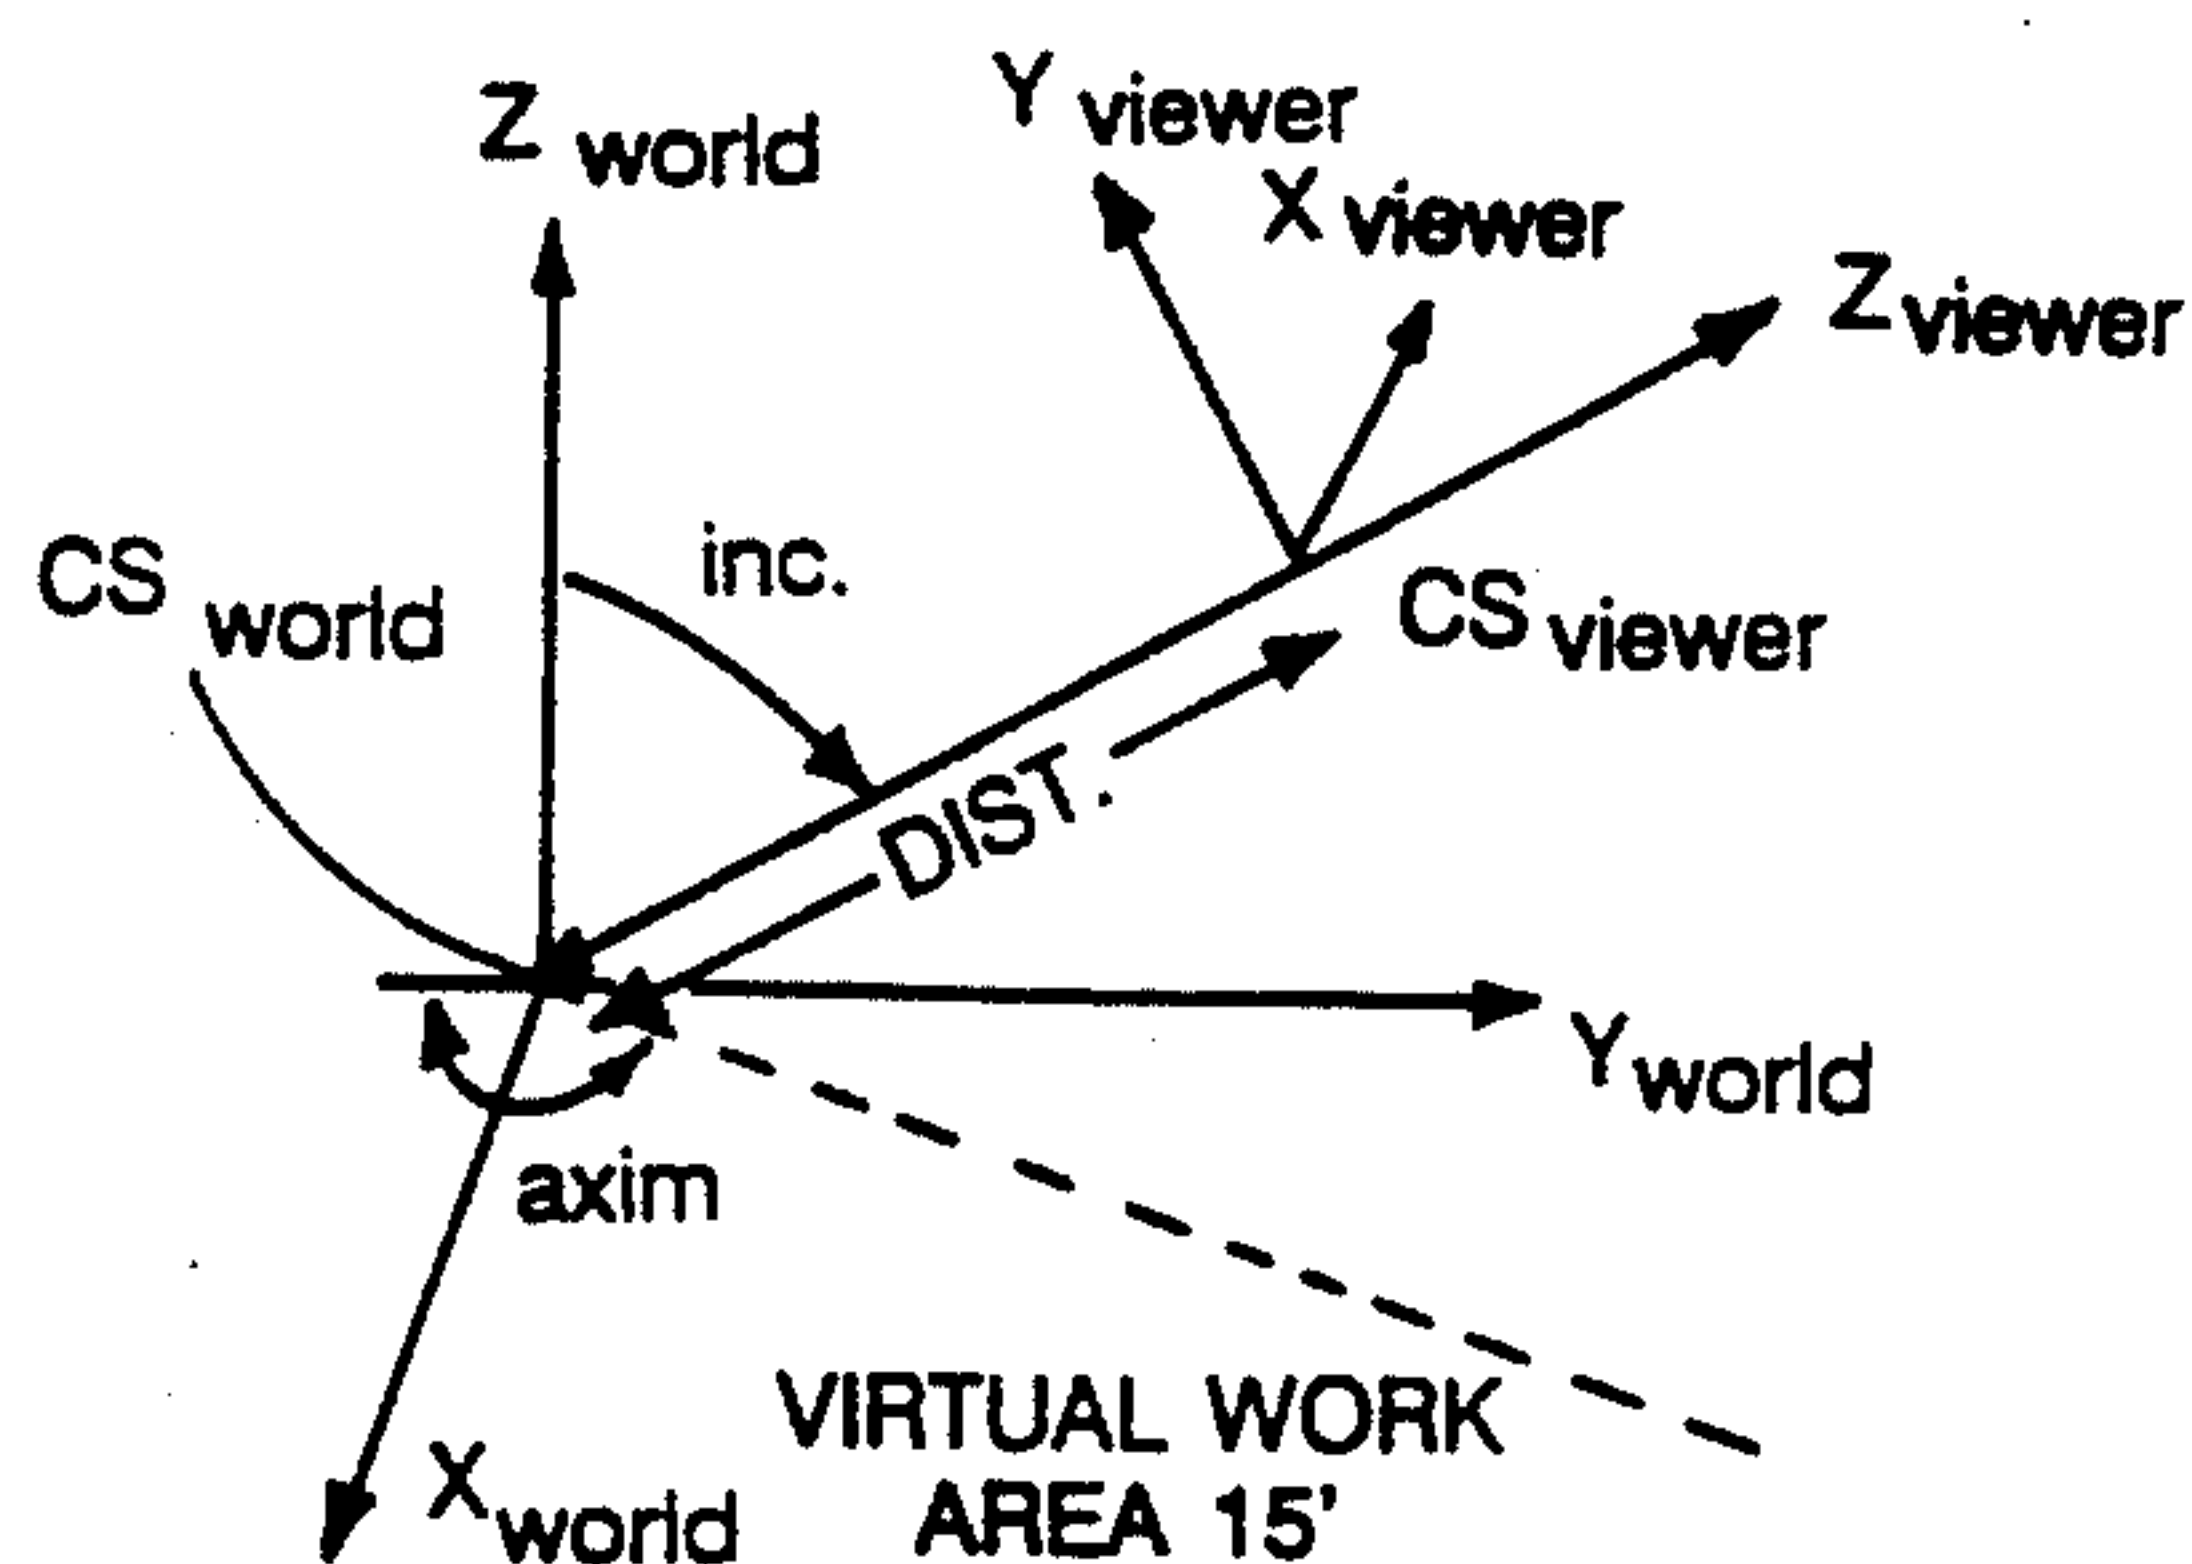 Z world
Y viewer
X viewer
Z viewer
CS world
inc.
CS viewer
DIST.
Y world
axim
X world
VIRTUAL WORK
AREA 15'